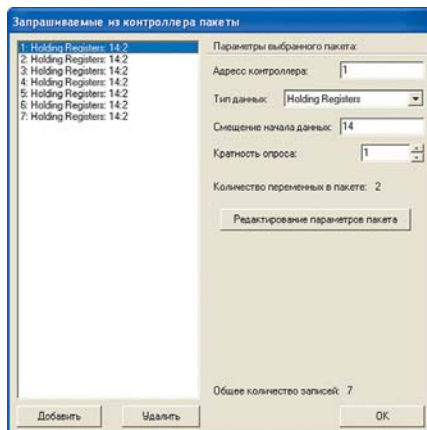 Запрашиваемые из контроллера пакеты
1: Holding Registers: 14:2
2: Holding Registers: 14:2
3: Holding Registers: 14:2
4: Holding Registers: 14:2
5: Holding Registers: 14:2
6: Holding Registers: 14:2
7: Holding Registers: 14:2
Параметры выбранного пакета:
Адресс контроллера: 1
Тип данных: Holding Registers
Смещение начала данных: 14
Кратность опроса: 1
Количество переменных в пакете: 2
Редактирование параметров пакета
Общее количество записей: 7
Добавить Удалить OK